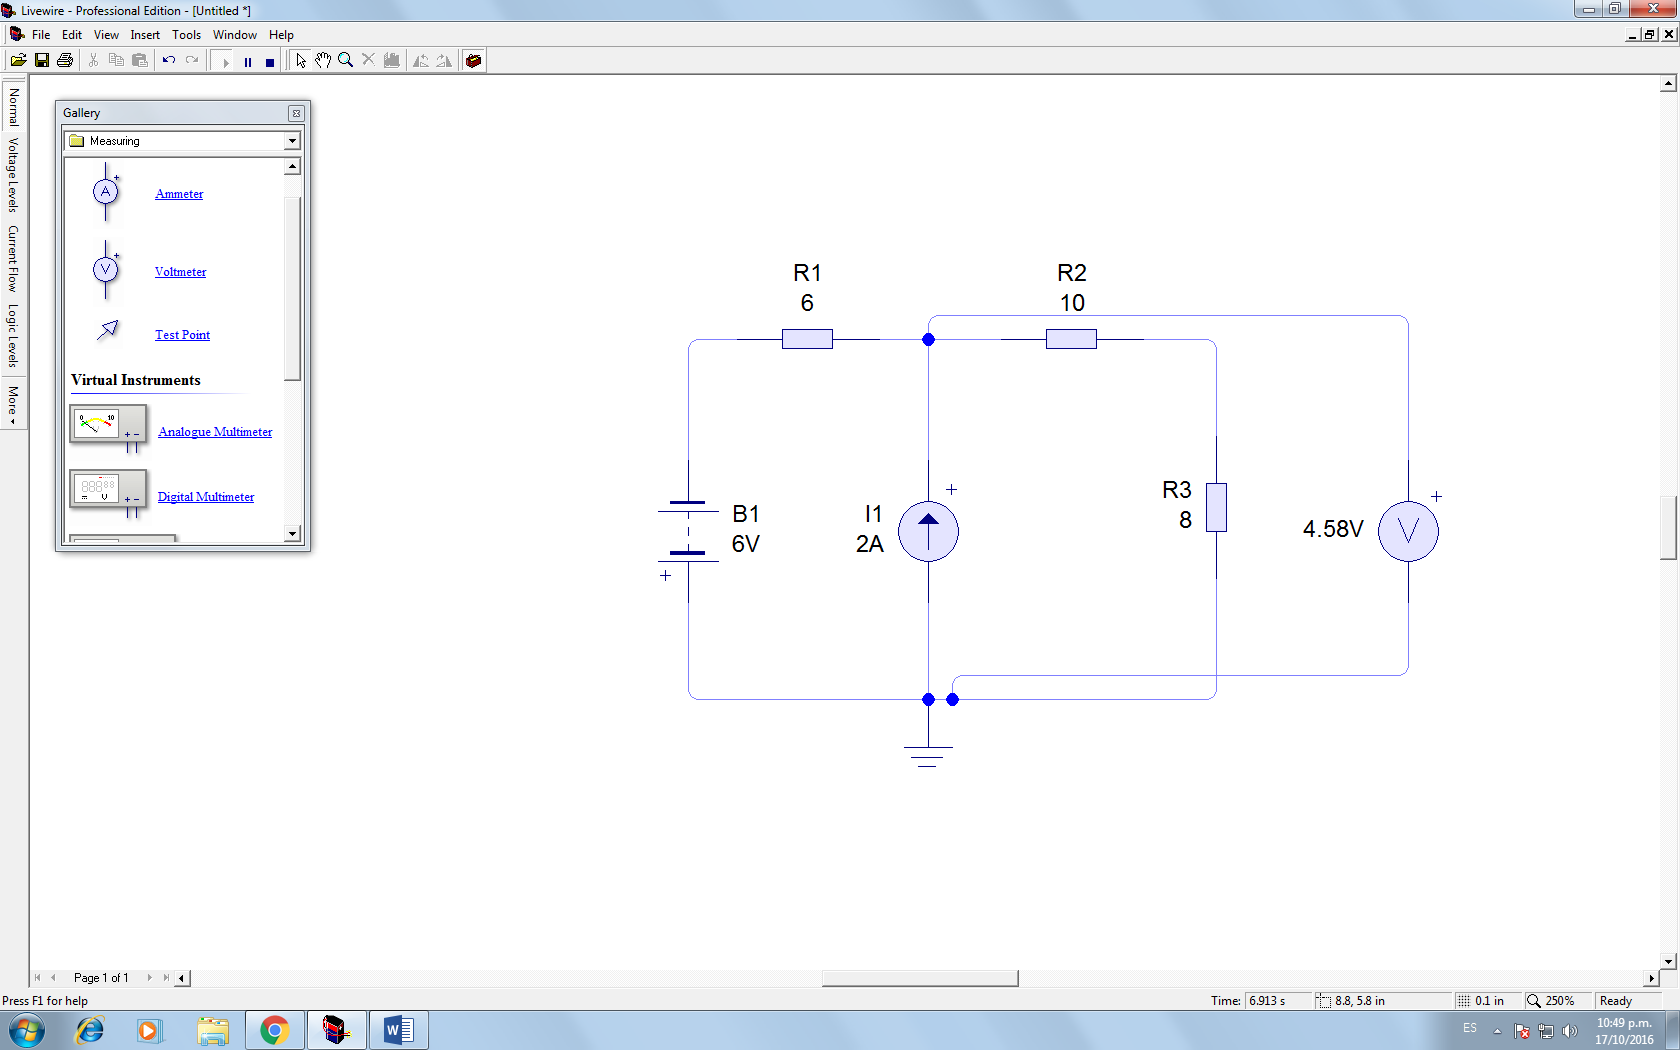 Livewire - Professional Edition - [Untitled *]
File Edit View Insert Tools Window Help
Normal
Voltage Levels
Current Flow
Logic Levels
More
Gallery
Measuring
A + Ammeter
V + Voltmeter
Test Point
Virtual Instruments
0 10 + - Analogue Multimeter
88888 V + - Digital Multimeter
R1
6
R2
10
B1
6V
+
I1
2A
+
R3
8
4.58V
V
+
Page 1 of 1
Press F1 for help
Time: 6.913 s
8.8, 5.8 in
0.1 in
250%
Ready
W
ES
10:49 p.m.
17/10/2016